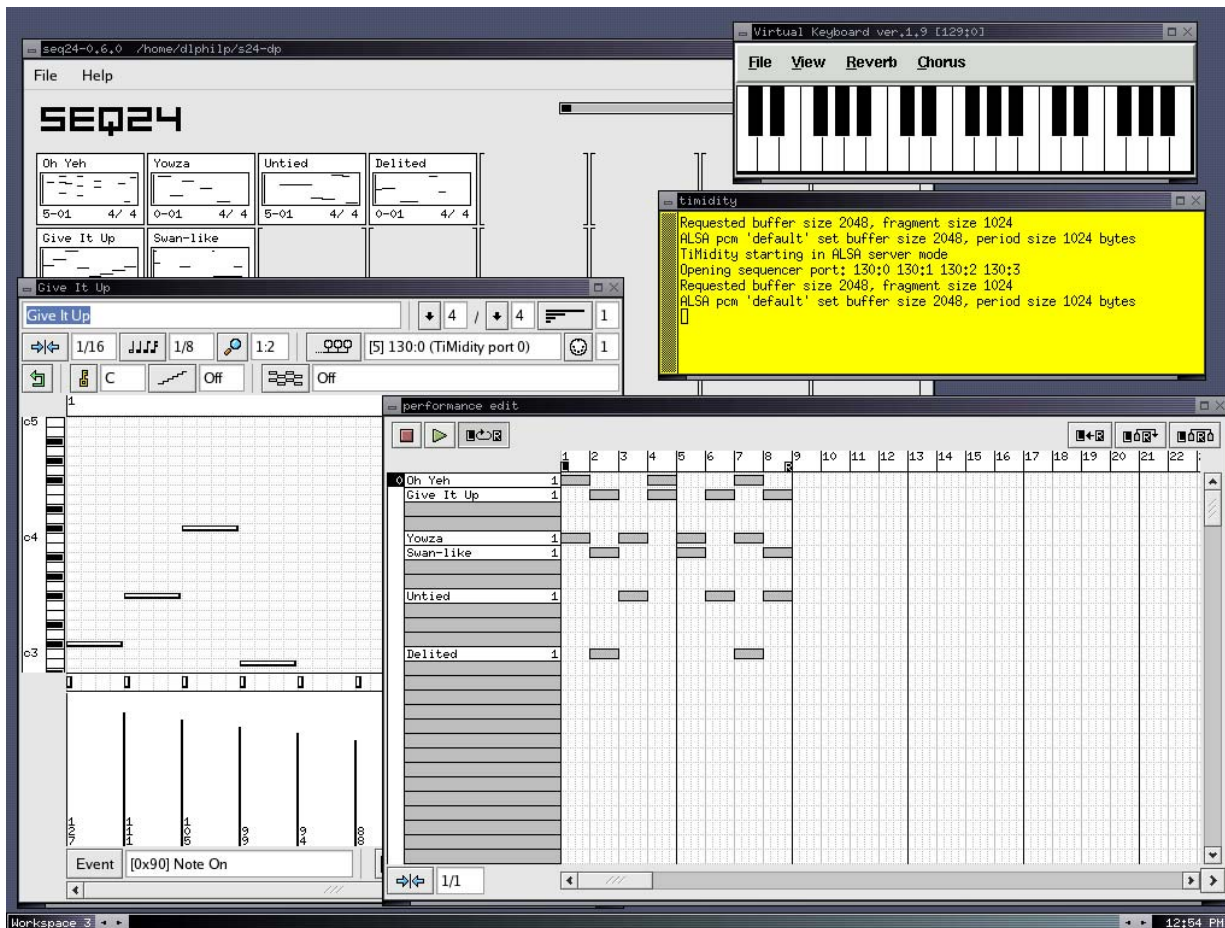 seq24-0.6.0 /home/dlphilp/s24-dp
File Help
SEQ24
Oh Yeh Yowza Untied Delited
5-01 4/ 4 0-01 4/ 4 5-01 4/ 4 0-01 4/ 4
Give It Up Swan-like
Virtual Keyboard ver.1.9 [129:0]
File View Reverb Chorus
timidity
Requested buffer size 2048, fragment size 1024
ALSA pcm 'default' set buffer size 2048, period size 1024 bytes
TiMidity starting in ALSA server mode
Opening sequencer port: 130:0 130:1 130:2 130:3
Requested buffer size 2048, fragment size 1024
ALSA pcm 'default' set buffer size 2048, period size 1024 bytes
Give It Up
Give It Up 4 / 4 1
1/16 1/8 1:2 [5] 130:0 (TiMidity port 0) 1
C Off Off
1
c5
c4
c3
127 111 105 99 94 88
Event [0x90] Note On
performance edit
L R L R L R L R
1 2 3 4 5 6 7 8 9 10 11 12 13 14 15 16 17 18 19 20 21 22
L R
0 Oh Yeh 1
Give It Up 1
Yowza 1
Swan-like 1
Untied 1
Delited 1
1/1
Workspace 3 12:54 PM